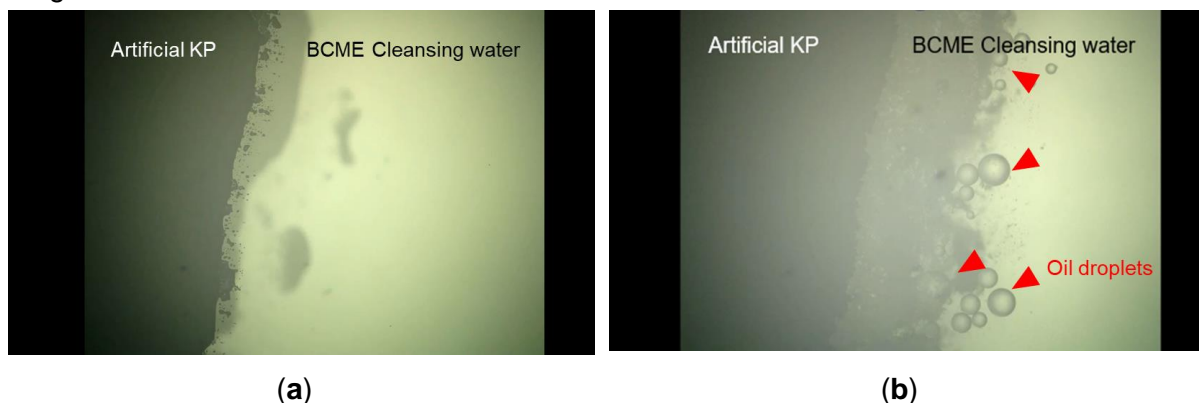 Artificial KP BCME Cleansing water
Artificial KP BCME Cleansing water
Oil droplets
(a) (b)